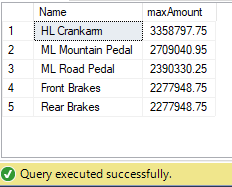 Name maxAmount
1 HL Crankarm 3358797.75
2 ML Mountain Pedal 2709040.95
3 ML Road Pedal 2390330.25
4 Front Brakes 2277948.75
5 Rear Brakes 2277948.75
Query executed successfully.